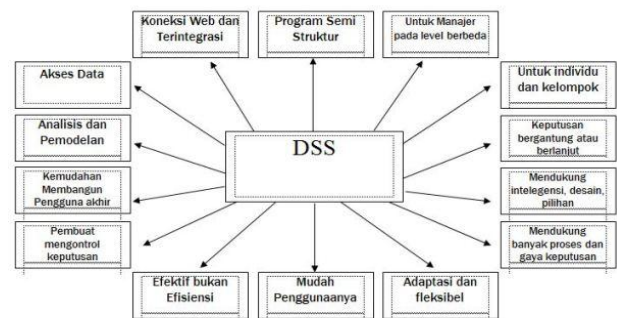 Koneksi Web dan
Terintegrasi
Program Semi
Struktur
Untuk Manajer
pada level berbeda
Akses Data
Untuk individu
dan kelompok
Analisis dan
Pemodelan
DSS
Keputusan
bergantung atau
berlanjut
Kemudahan
Membangun
Pengguna akhir
Mendukung
intelegensi, desain,
pilihan
Pembuat
mengontrol
keputusan
Mendukung
banyak proses dan
gaya keputusan
Efektif bukan
Efisiensi
Mudah
Penggunaanya
Adaptasi dan
fleksibel